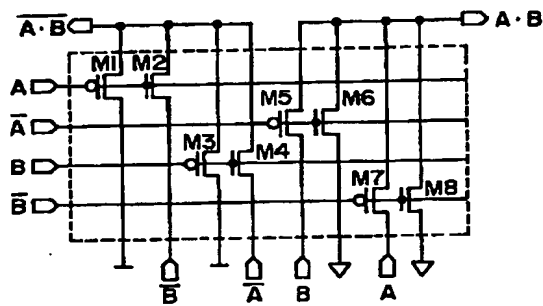 A̅·̅B̅ A·B
A M1 M2
A̅ M5 M6
B M3 M4
B̅ M7 M8
B̅ A̅ B A